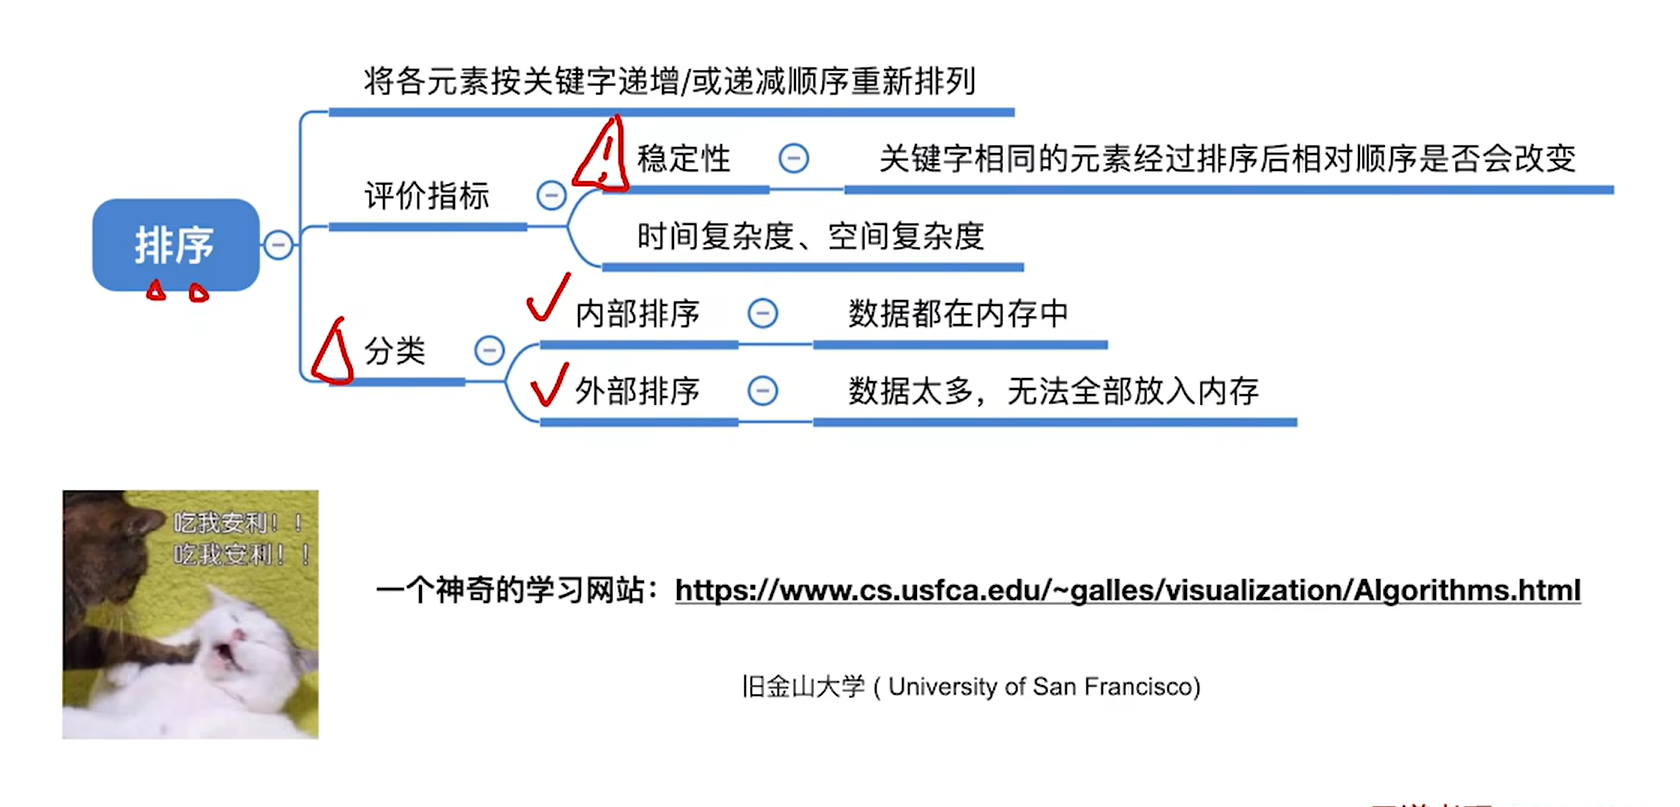 将各元素按关键字递增/或递减顺序重新排列
稳定性
关键字相同的元素经过排序后相对顺序是否会改变
评价指标
时间复杂度、空间复杂度
排序
内部排序
数据都在内存中
分类
外部排序
数据太多，无法全部放入内存
吃我安利！！
吃我安利！！
一个神奇的学习网站：https://www.cs.usfca.edu/~galles/visualization/Algorithms.html
旧金山大学 ( University of San Francisco)